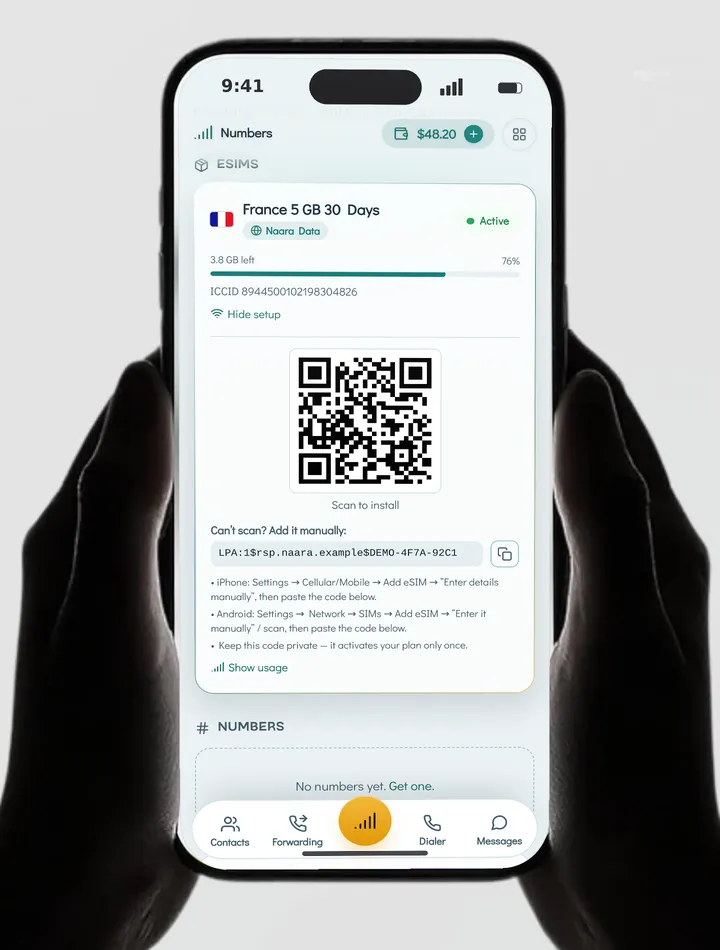 9:41
Numbers
$48.20
ESIMS
France 5 GB 30 Days
Naara Data
Active
3.8 GB left
76%
ICCID 8944500102198304826
Hide setup
Scan to install
Can't scan? Add it manually:
LPA:1$rsp.naara.example$DEMO-4F7A-92C1
• iPhone: Settings → Cellular/Mobile → Add eSIM → “Enter details
manually”, then paste the code below.
• Android: Settings → Network → SIMs → Add eSIM → “Enter it
manually” / scan, then paste the code below.
• Keep this code private — it activates your plan only once.
Show usage
# NUMBERS
No numbers yet. Get one.
Contacts
Forwarding
Dialer
Messages